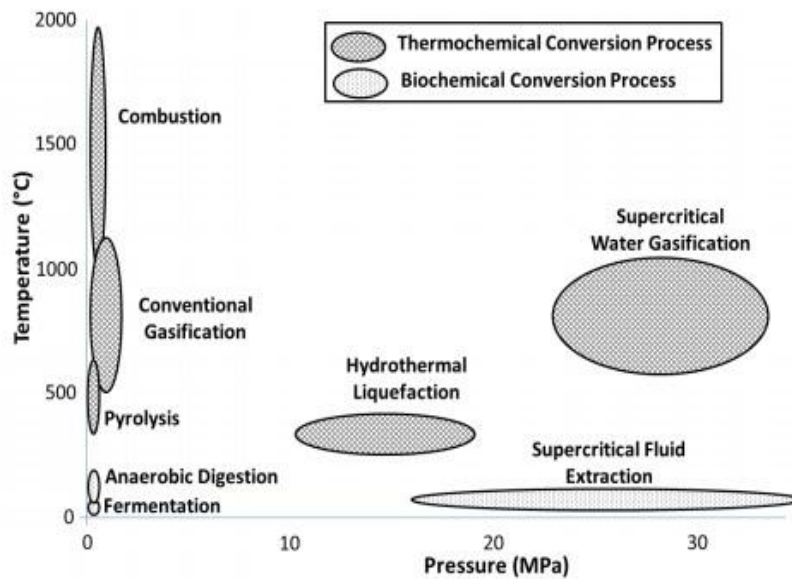 2000
1500
1000
500
0
Temperature (°C)
Thermochemical Conversion Process
Biochemical Conversion Process
Combustion
Supercritical
Water Gasification
Conventional
Gasification
Hydrothermal
Liquefaction
Pyrolysis
Supercritical Fluid
Extraction
Anaerobic Digestion
Fermentation
0
10
20
30
Pressure (MPa)